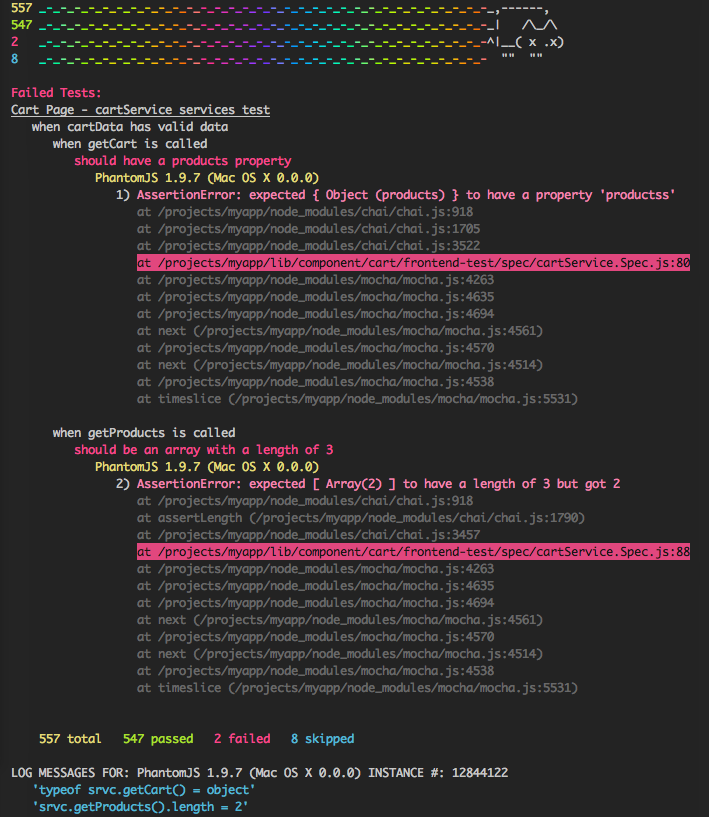 557 _-_-_-_-_-_-_-_-_-_-_-_-_-_-_-_-_-_-_-_-_-_-_-_-_-_-_-_-_,------,
547 _-_-_-_-_-_-_-_-_-_-_-_-_-_-_-_-_-_-_-_-_-_-_-_-_-_-_-_-_|   /\_/\
2   _-_-_-_-_-_-_-_-_-_-_-_-_-_-_-_-_-_-_-_-_-_-_-_-_-_-_-_-^|__( x .x)
8   _-_-_-_-_-_-_-_-_-_-_-_-_-_-_-_-_-_-_-_-_-_-_-_-_-_-_-_-  ""  ""
Failed Tests:
Cart Page - cartService services test
when cartData has valid data
when getCart is called
should have a products property
PhantomJS 1.9.7 (Mac OS X 0.0.0)
1) AssertionError: expected { Object (products) } to have a property 'productss'
at /projects/myapp/node_modules/chai/chai.js:918
at /projects/myapp/node_modules/chai/chai.js:1705
at /projects/myapp/node_modules/chai/chai.js:3522
at /projects/myapp/lib/component/cart/frontend-test/spec/cartService.Spec.js:80
at /projects/myapp/node_modules/mocha/mocha.js:4263
at /projects/myapp/node_modules/mocha/mocha.js:4635
at /projects/myapp/node_modules/mocha/mocha.js:4694
at next (/projects/myapp/node_modules/mocha/mocha.js:4561)
at /projects/myapp/node_modules/mocha/mocha.js:4570
at next (/projects/myapp/node_modules/mocha/mocha.js:4514)
at /projects/myapp/node_modules/mocha/mocha.js:4538
at timeslice (/projects/myapp/node_modules/mocha/mocha.js:5531)
when getProducts is called
should be an array with a length of 3
PhantomJS 1.9.7 (Mac OS X 0.0.0)
2) AssertionError: expected [ Array(2) ] to have a length of 3 but got 2
at /projects/myapp/node_modules/chai/chai.js:918
at assertLength (/projects/myapp/node_modules/chai/chai.js:1790)
at /projects/myapp/node_modules/chai/chai.js:3457
at /projects/myapp/lib/component/cart/frontend-test/spec/cartService.Spec.js:88
at /projects/myapp/node_modules/mocha/mocha.js:4263
at /projects/myapp/node_modules/mocha/mocha.js:4635
at /projects/myapp/node_modules/mocha/mocha.js:4694
at next (/projects/myapp/node_modules/mocha/mocha.js:4561)
at /projects/myapp/node_modules/mocha/mocha.js:4570
at next (/projects/myapp/node_modules/mocha/mocha.js:4514)
at /projects/myapp/node_modules/mocha/mocha.js:4538
at timeslice (/projects/myapp/node_modules/mocha/mocha.js:5531)
557 total   547 passed   2 failed   8 skipped
LOG MESSAGES FOR: PhantomJS 1.9.7 (Mac OS X 0.0.0) INSTANCE #: 12844122
'typeof srvc.getCart() = object'
'srvc.getProducts().length = 2'